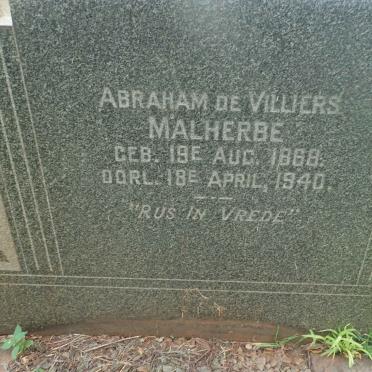 ABRAHAM DE VILLIERS
MALHERBE
GEB. 19E AUG. 1868.
OORL. 18E APRIL, 1940.
"RUS IN VREDE"